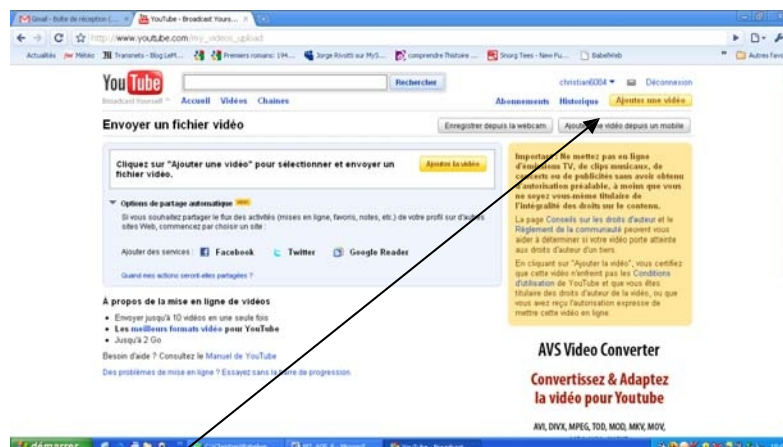 Gmail - Boîte de réception (...
YouTube - Broadcast Yours...
http://www.youtube.com/my_videos_upload
Actualités Météo Transnets - Blog LeM... Premiers romans: 194... Jorge Rivotti sur MyS... comprendre l'histoire ... Snorg Tees - New Fu... BabelWeb Autres favo
YouTube Rechercher christian6084 Déconnexion
Broadcast Yourself ™ Accueil Vidéos Chaînes Abonnements Historique Ajouter une vidéo
Envoyer un fichier vidéo Enregistrer depuis la webcam Ajouter une vidéo depuis un mobile
Cliquez sur "Ajouter une vidéo" pour sélectionner et envoyer un
fichier vidéo.
Ajouter la vidéo
Options de partage automatique
Si vous souhaitez partager le flux des activités (mises en ligne, favoris, notes, etc.) de votre profil sur d'autres
sites Web, commencez par choisir un site :
Ajouter des services : Facebook Twitter Google Reader
Quand mes actions seront-elles partagées ?
À propos de la mise en ligne de vidéos
• Envoyer jusqu'à 10 vidéos en une seule fois
• Les meilleurs formats vidéo pour YouTube
• Jusqu'à 2 Go
Besoin d'aide ? Consultez le Manuel de YouTube
Des problèmes de mise en ligne ? Essayez sans la barre de progression.
Important : Ne mettez pas en ligne
d'émissions TV, de clips musicaux, de
concerts ou de publicités sans avoir obtenu
l'autorisation préalable, à moins que vous
ne soyez vous-même titulaire de
l'intégralité des droits sur le contenu.
La page Conseils sur les droits d'auteur et le
Règlement de la communauté peuvent vous
aider à déterminer si votre vidéo porte atteinte
aux droits d'auteur d'un tiers.
En cliquant sur "Ajouter la vidéo", vous certifiez
que cette vidéo n'enfreint pas les Conditions
d'utilisation de YouTube et que vous êtes
titulaire des droits d'auteur de la vidéo, ou que
vous avez reçu l'autorisation expresse de
mettre cette vidéo en ligne.
AVS Video Converter
Convertissez & Adaptez
la vidéo pour Youtube
AVI, DIVX, MPEG, TOD, MOD, MKV, MOV,
démarrer